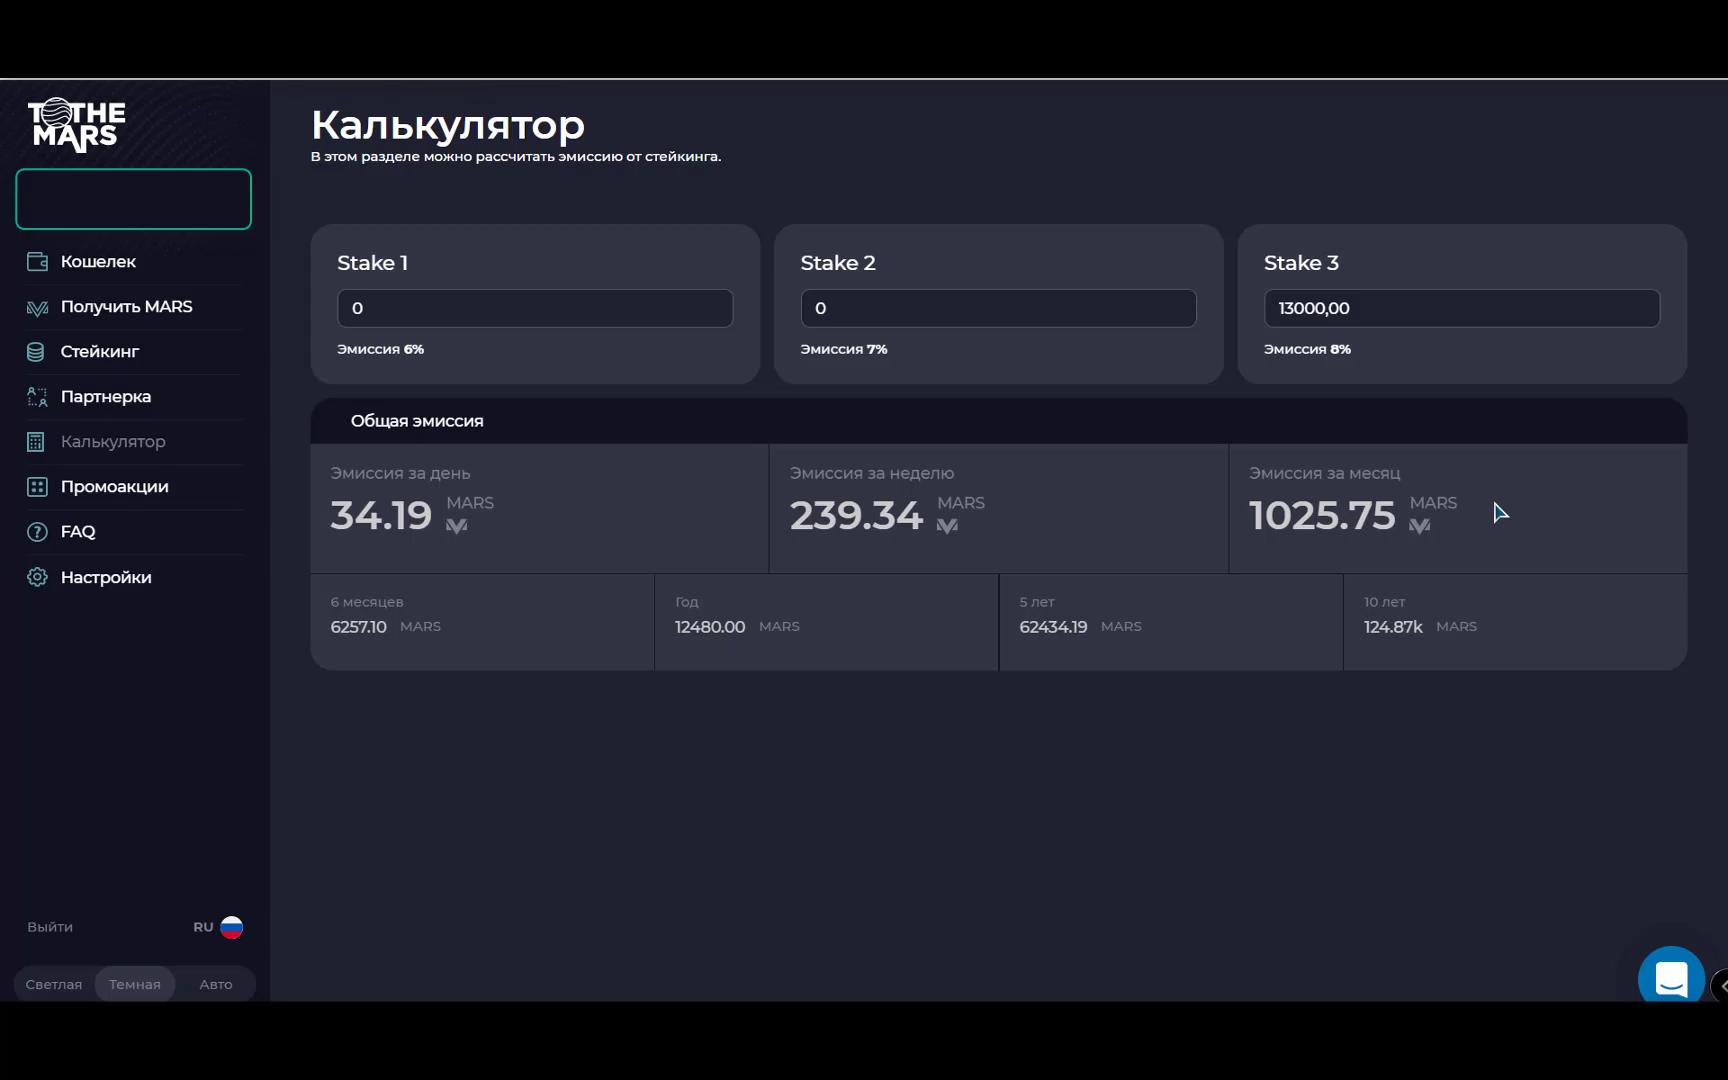 TO THE
MARS
Кошелек
Получить MARS
Стейкинг
Партнерка
Калькулятор
Промоакции
FAQ
Настройки
Выйти
RU
Светлая
Темная
Авто
Калькулятор
В этом разделе можно рассчитать эмиссию от стейкинга.
Stake 1
0
Эмиссия 6%
Stake 2
0
Эмиссия 7%
Stake 3
13000,00
Эмиссия 8%
Общая эмиссия
Эмиссия за день
34.19 MARS
Эмиссия за неделю
239.34 MARS
Эмиссия за месяц
1025.75 MARS
6 месяцев
6257.10 MARS
Год
12480.00 MARS
5 лет
62434.19 MARS
10 лет
124.87k MARS